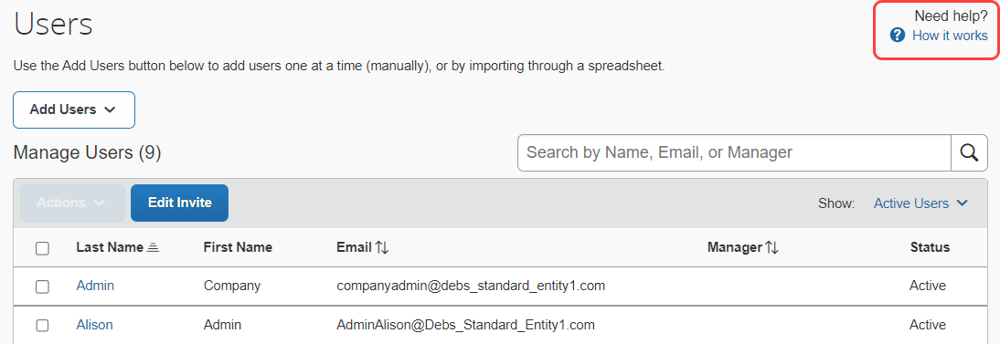 Users
Need help?
? How it works
Use the Add Users button below to add users one at a time (manually), or by importing through a spreadsheet.
Add Users
Manage Users (9)
Search by Name, Email, or Manager
Actions Edit Invite Show: Active Users
Last Name First Name Email Manager Status
Admin Company companyadmin@debs_standard_entity1.com Active
Alison Admin AdminAlison@Debs_Standard_Entity1.com Active